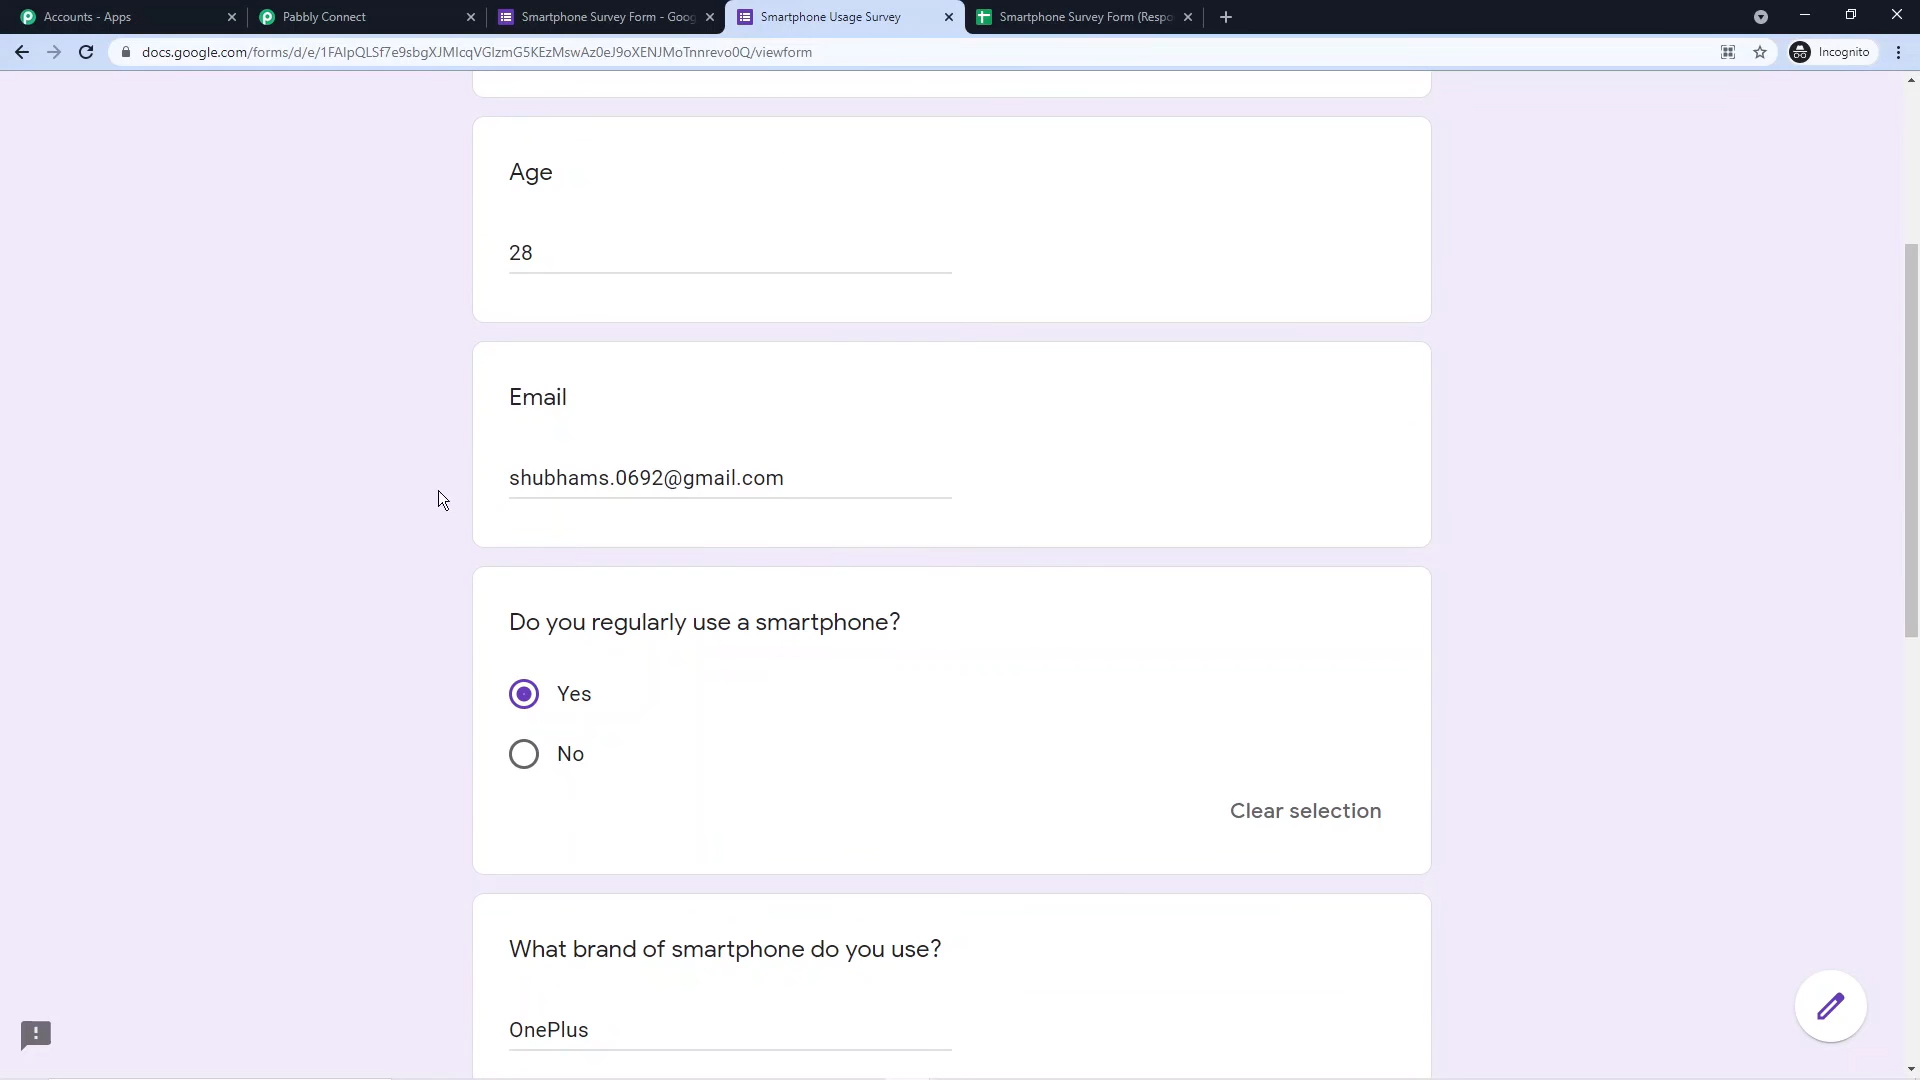 Accounts - Apps
Pabbly Connect
Smartphone Survey Form - Goog
Smartphone Usage Survey
Smartphone Survey Form (Respo
docs.google.com/forms/d/e/1FAIpQLSf7e9sbgXJMIcqVGlzmG5KEzMswAz0eJ9oXENJMoTnnrevo0Q/viewform
Incognito
Age
28
Email
shubhams.0692@gmail.com
Do you regularly use a smartphone?
Yes
No
Clear selection
What brand of smartphone do you use?
OnePlus